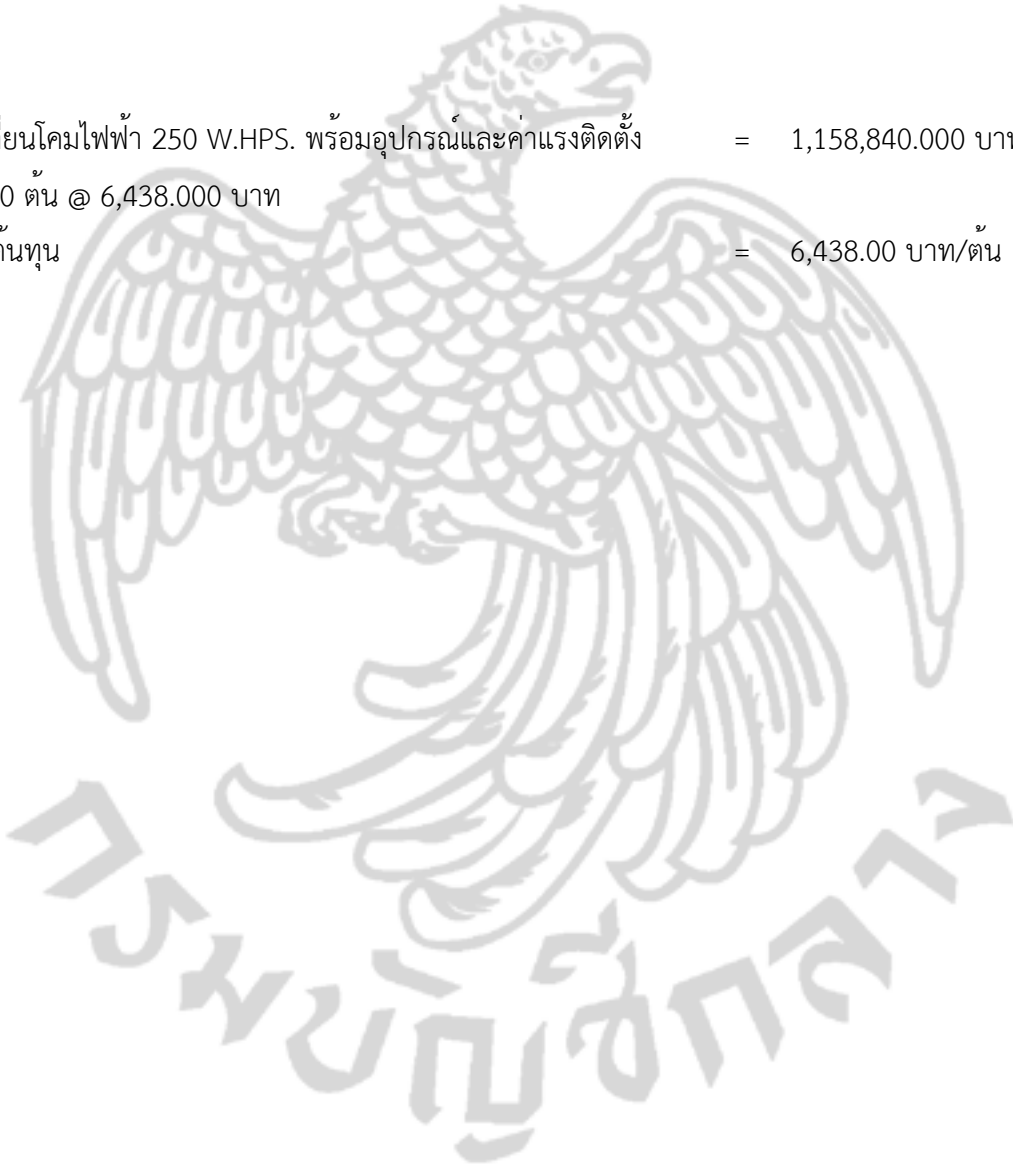 ี่ยนโคมไฟฟ้า 250 W.HPS. พร้อมอุปกรณ์และค่าแรงติดตั้ง = 1,158,840.000 บาท
0 ต้น @ 6,438.000 บาท
้นทุน = 6,438.00 บาท/ต้น
กรมบัญชีกลาง